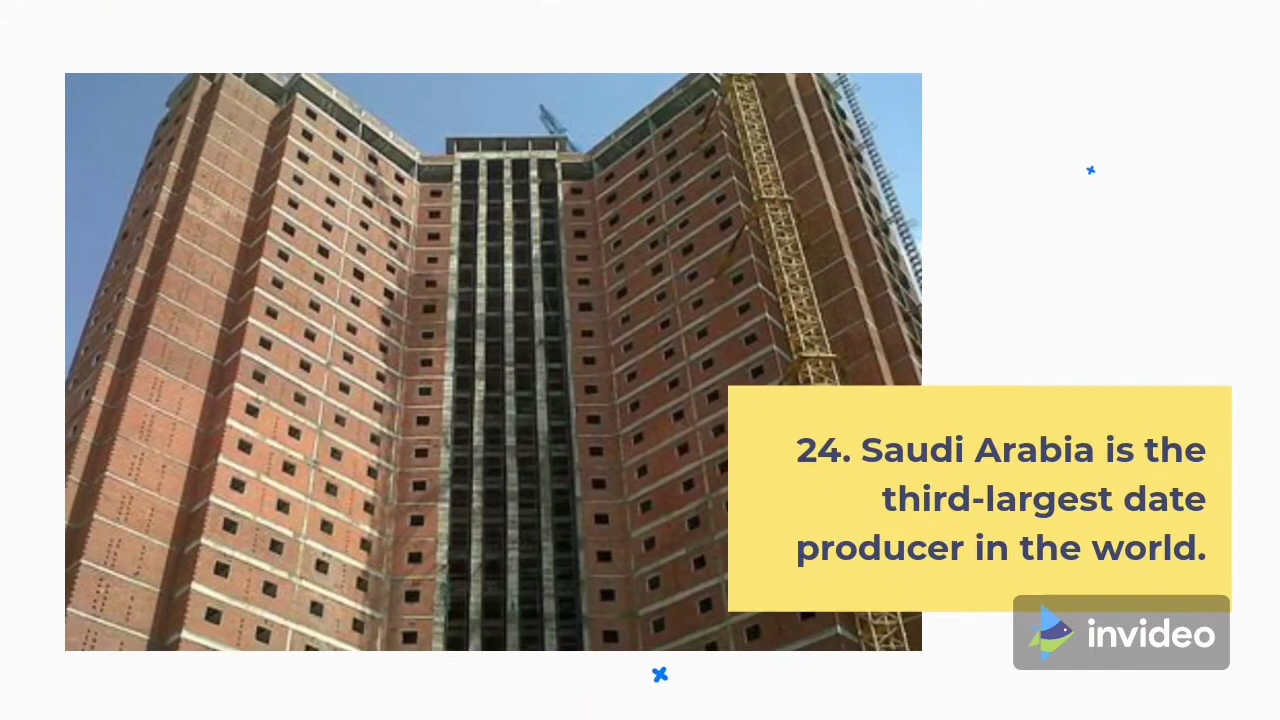 24. Saudi Arabia is the
third-largest date
producer in the world.
invideo